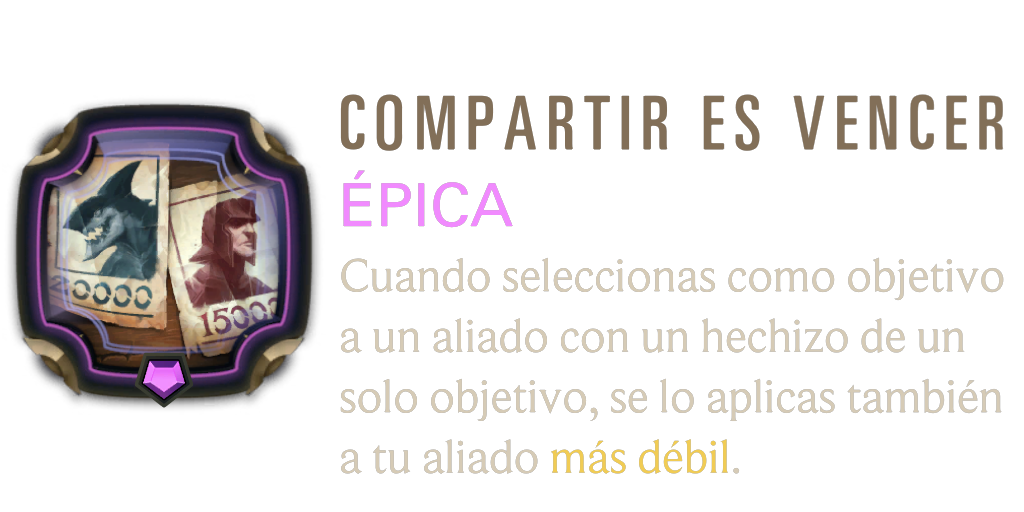 COMPARTIR ES VENCER
ÉPICA
Cuando seleccionas como objetivo
a un aliado con un hechizo de un
solo objetivo, se lo aplicas también
a tu aliado más débil.